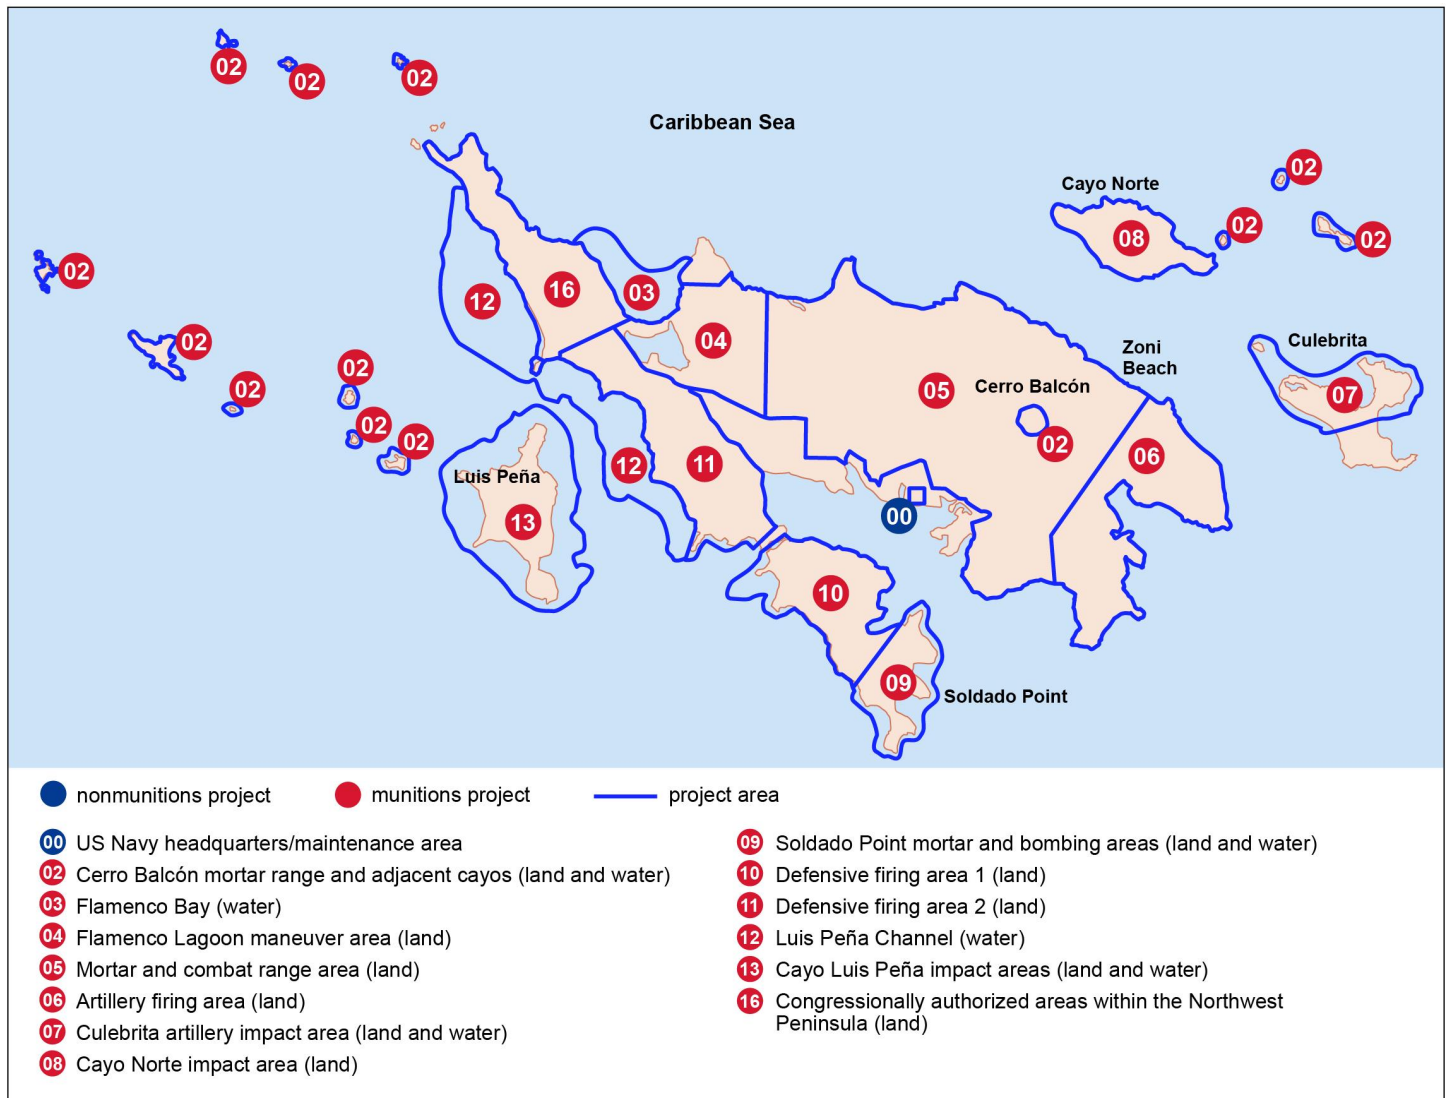 02
02
02
Caribbean Sea
02
Cayo Norte
02
02
08
02
02
12
16
03
04
02
Zoni
Beach
Culebrita
02
02
Cerro Balcón
05
07
02
02
02
06
Luis Peña
12
11
13
00
10
09
Soldado Point
nonmunitions project
munitions project
project area
00 US Navy headquarters/maintenance area
02 Cerro Balcón mortar range and adjacent cayos (land and water)
03 Flamenco Bay (water)
04 Flamenco Lagoon maneuver area (land)
05 Mortar and combat range area (land)
06 Artillery firing area (land)
07 Culebrita artillery impact area (land and water)
08 Cayo Norte impact area (land)
09 Soldado Point mortar and bombing areas (land and water)
10 Defensive firing area 1 (land)
11 Defensive firing area 2 (land)
12 Luis Peña Channel (water)
13 Cayo Luis Peña impact areas (land and water)
16 Congressionally authorized areas within the Northwest
Peninsula (land)